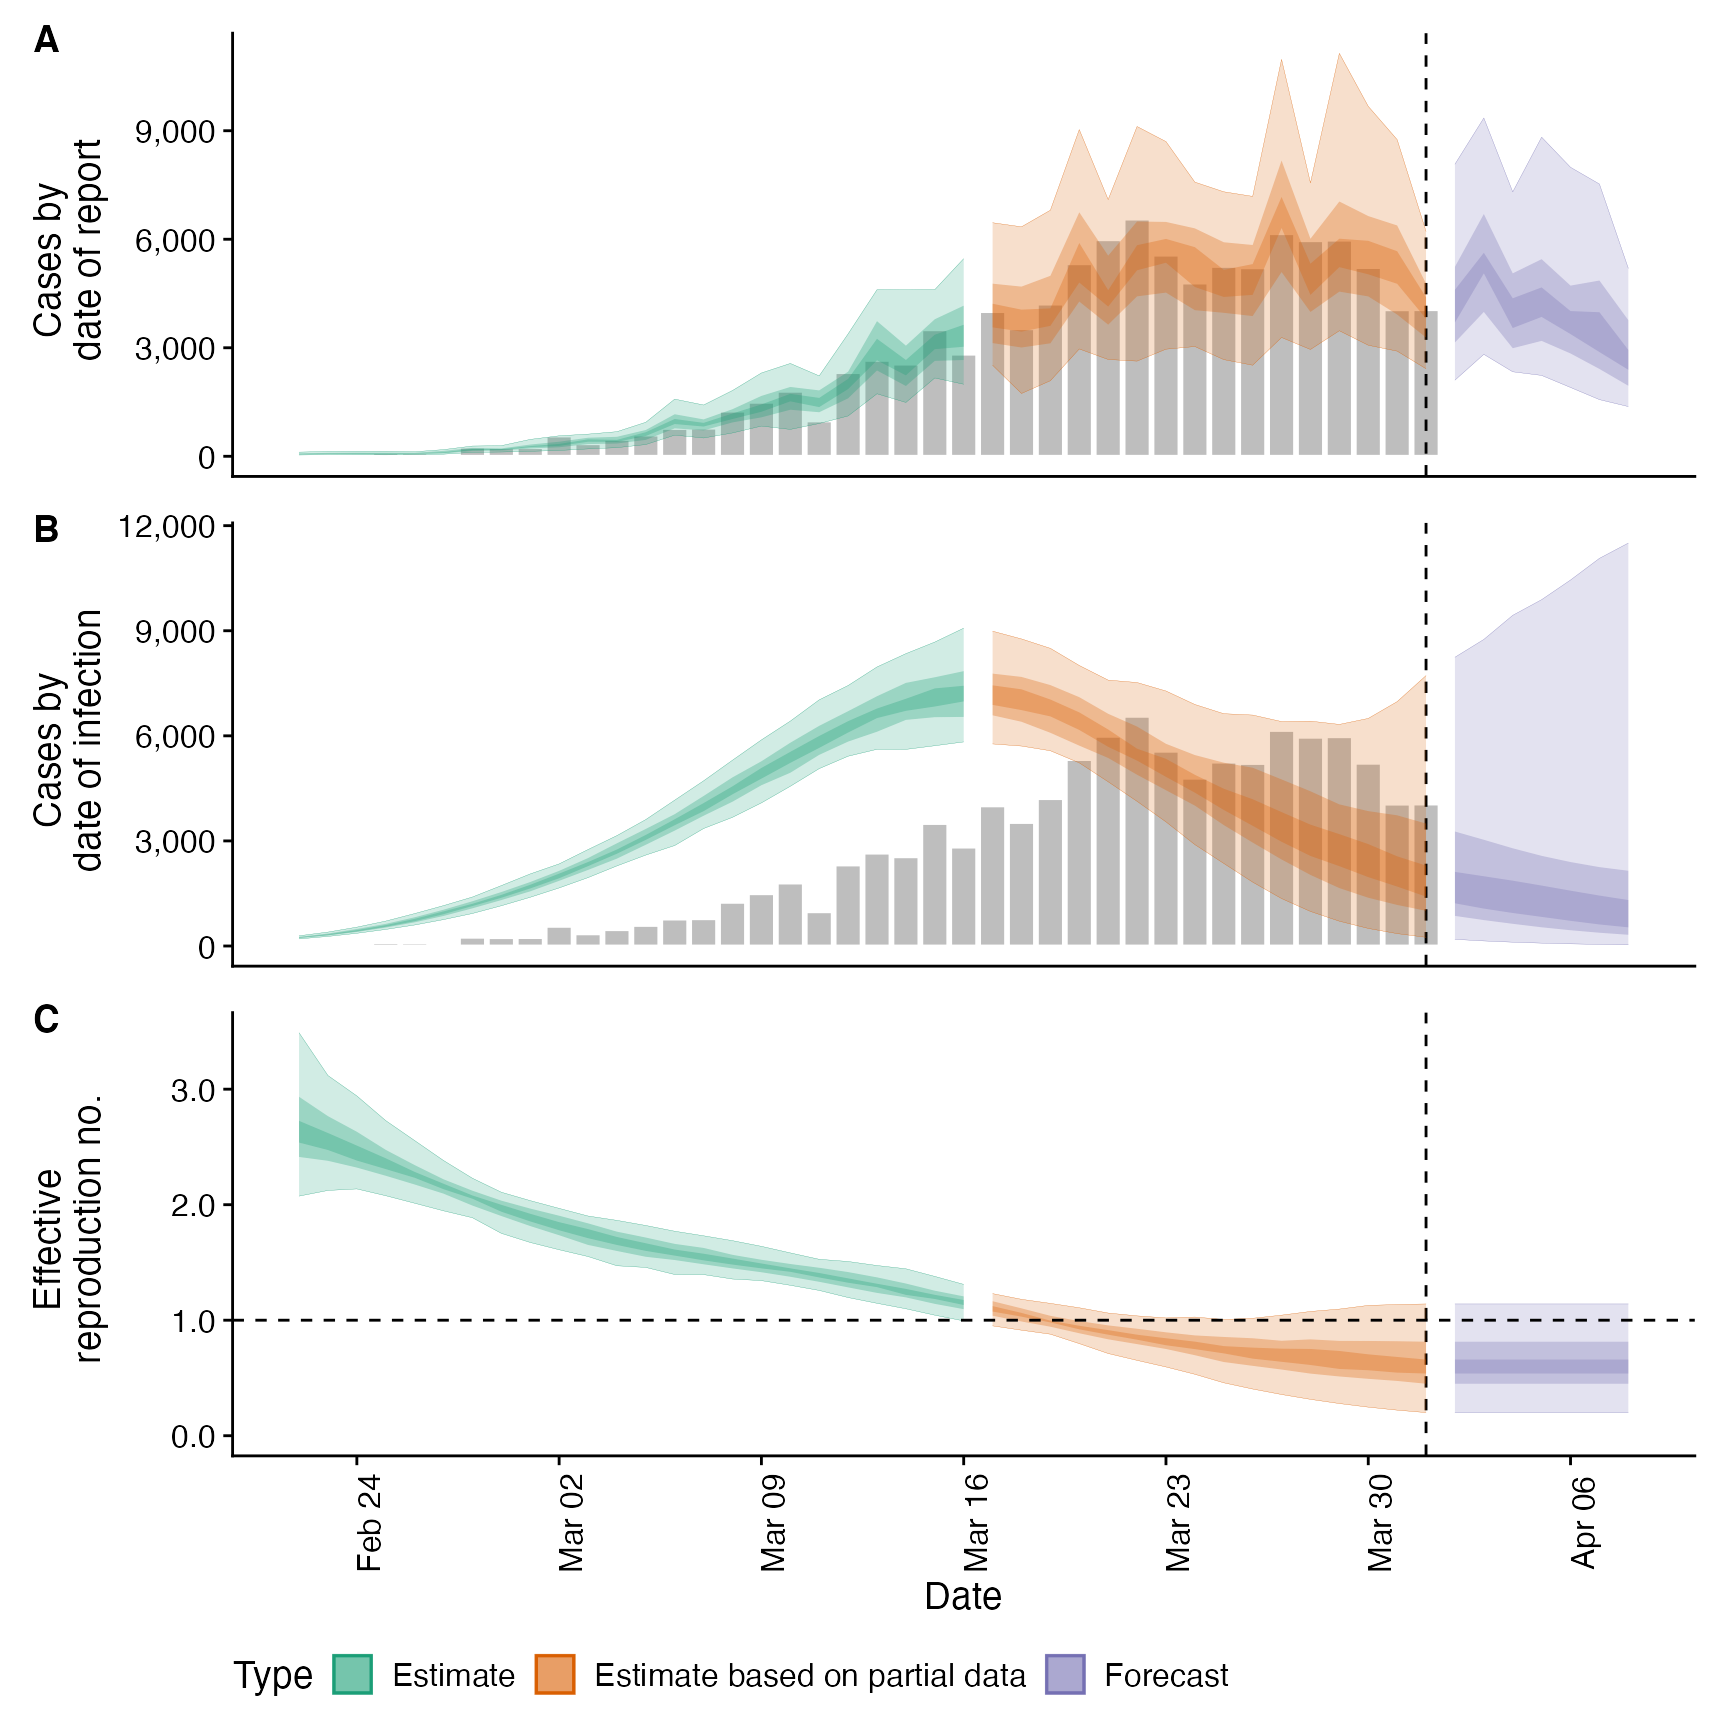 A
Cases by
date of report
9,000
6,000
3,000
0
B
Cases by
date of infection
12,000
9,000
6,000
3,000
0
C
Effective
reproduction no.
3.0
2.0
1.0
0.0
Feb 24
Mar 02
Mar 09
Mar 16
Mar 23
Mar 30
Apr 06
Date
Type Estimate Estimate based on partial data Forecast